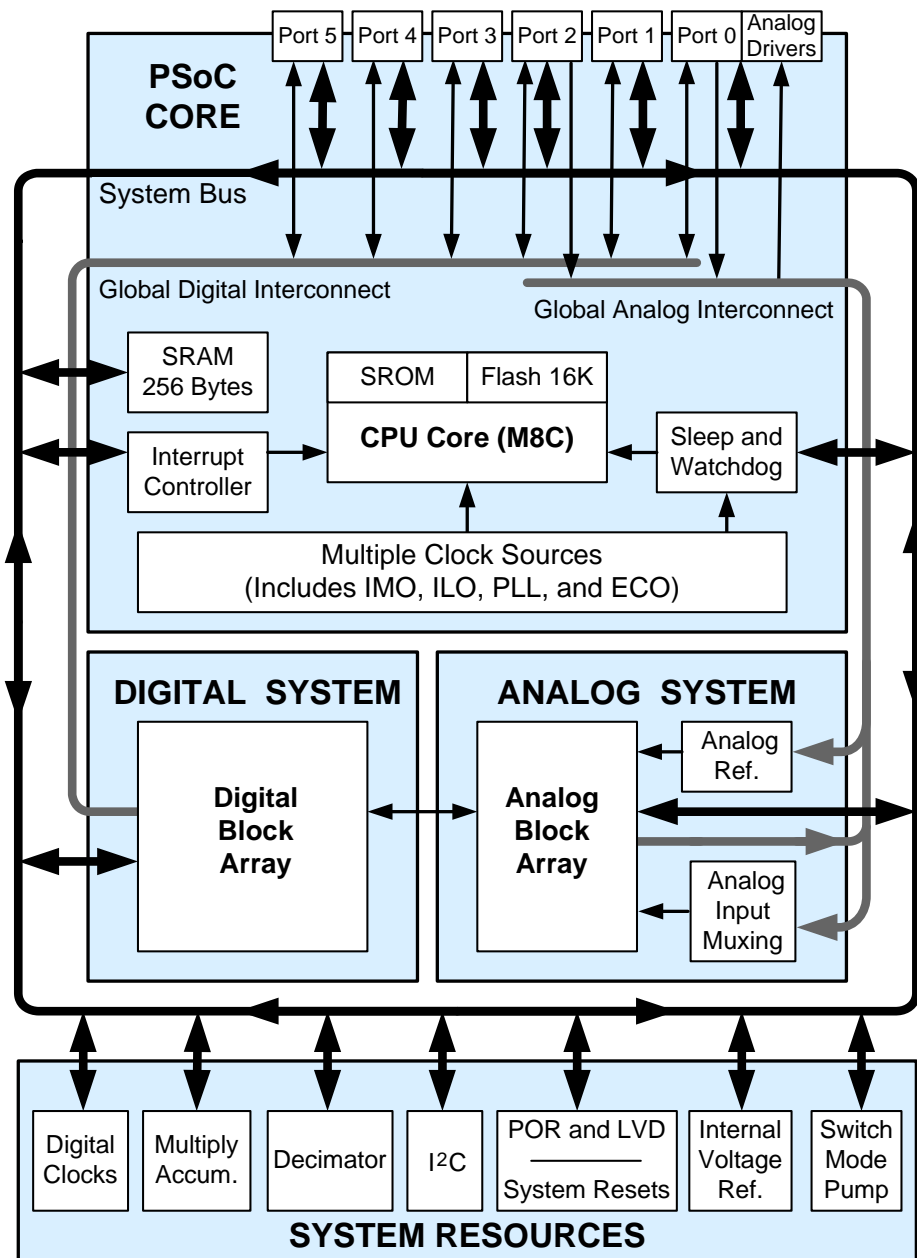 Port 5
Port 4
Port 3
Port 2
Port 1
Port 0
Analog
Drivers
PSoC
CORE
System Bus
Global Digital Interconnect
Global Analog Interconnect
SRAM
256 Bytes
SROM
Flash 16K
CPU Core (M8C)
Interrupt
Controller
Sleep and
Watchdog
Multiple Clock Sources
(Includes IMO, ILO, PLL, and ECO)
DIGITAL SYSTEM
ANALOG SYSTEM
Digital
Block
Array
Analog
Block
Array
Analog
Ref.
Analog
Input
Muxing
Digital
Clocks
Multiply
Accum.
Decimator
I²C
POR and LVD
System Resets
Internal
Voltage
Ref.
Switch
Mode
Pump
SYSTEM RESOURCES